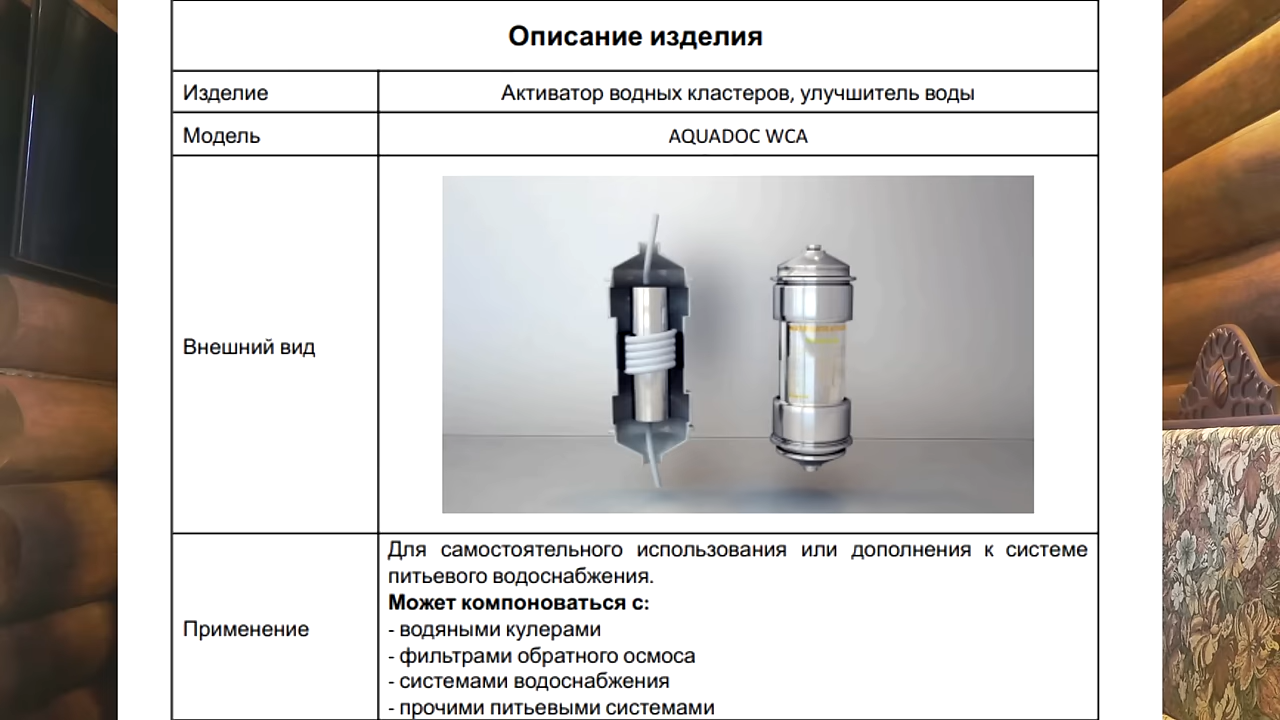 Описание изделия
Изделие
Активатор водных кластеров, улучшитель воды
Модель
AQUADOC WCA
Внешний вид
Применение
Для самостоятельного использования или дополнения к системе
питьевого водоснабжения.
Может компоноваться с:
- водяными кулерами
- фильтрами обратного осмоса
- системами водоснабжения
- прочими питьевыми системами